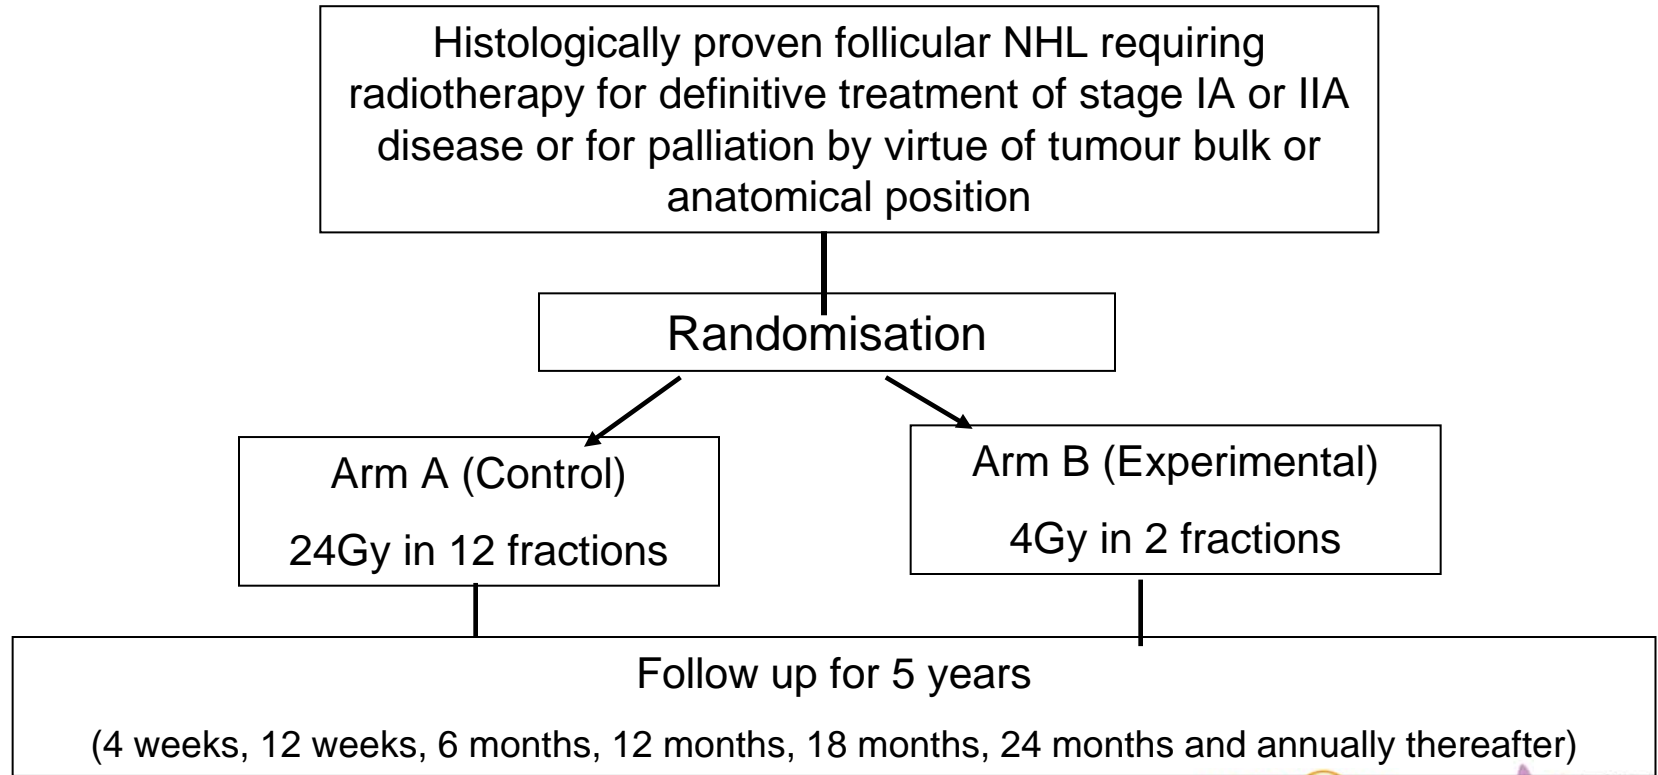 Histologically proven follicular NHL requiring
radiotherapy for definitive treatment of stage IA or IIA
disease or for palliation by virtue of tumour bulk or
anatomical position
Randomisation
Arm A (Control)
24Gy in 12 fractions
Arm B (Experimental)
4Gy in 2 fractions
Follow up for 5 years
(4 weeks, 12 weeks, 6 months, 12 months, 18 months, 24 months and annually thereafter)